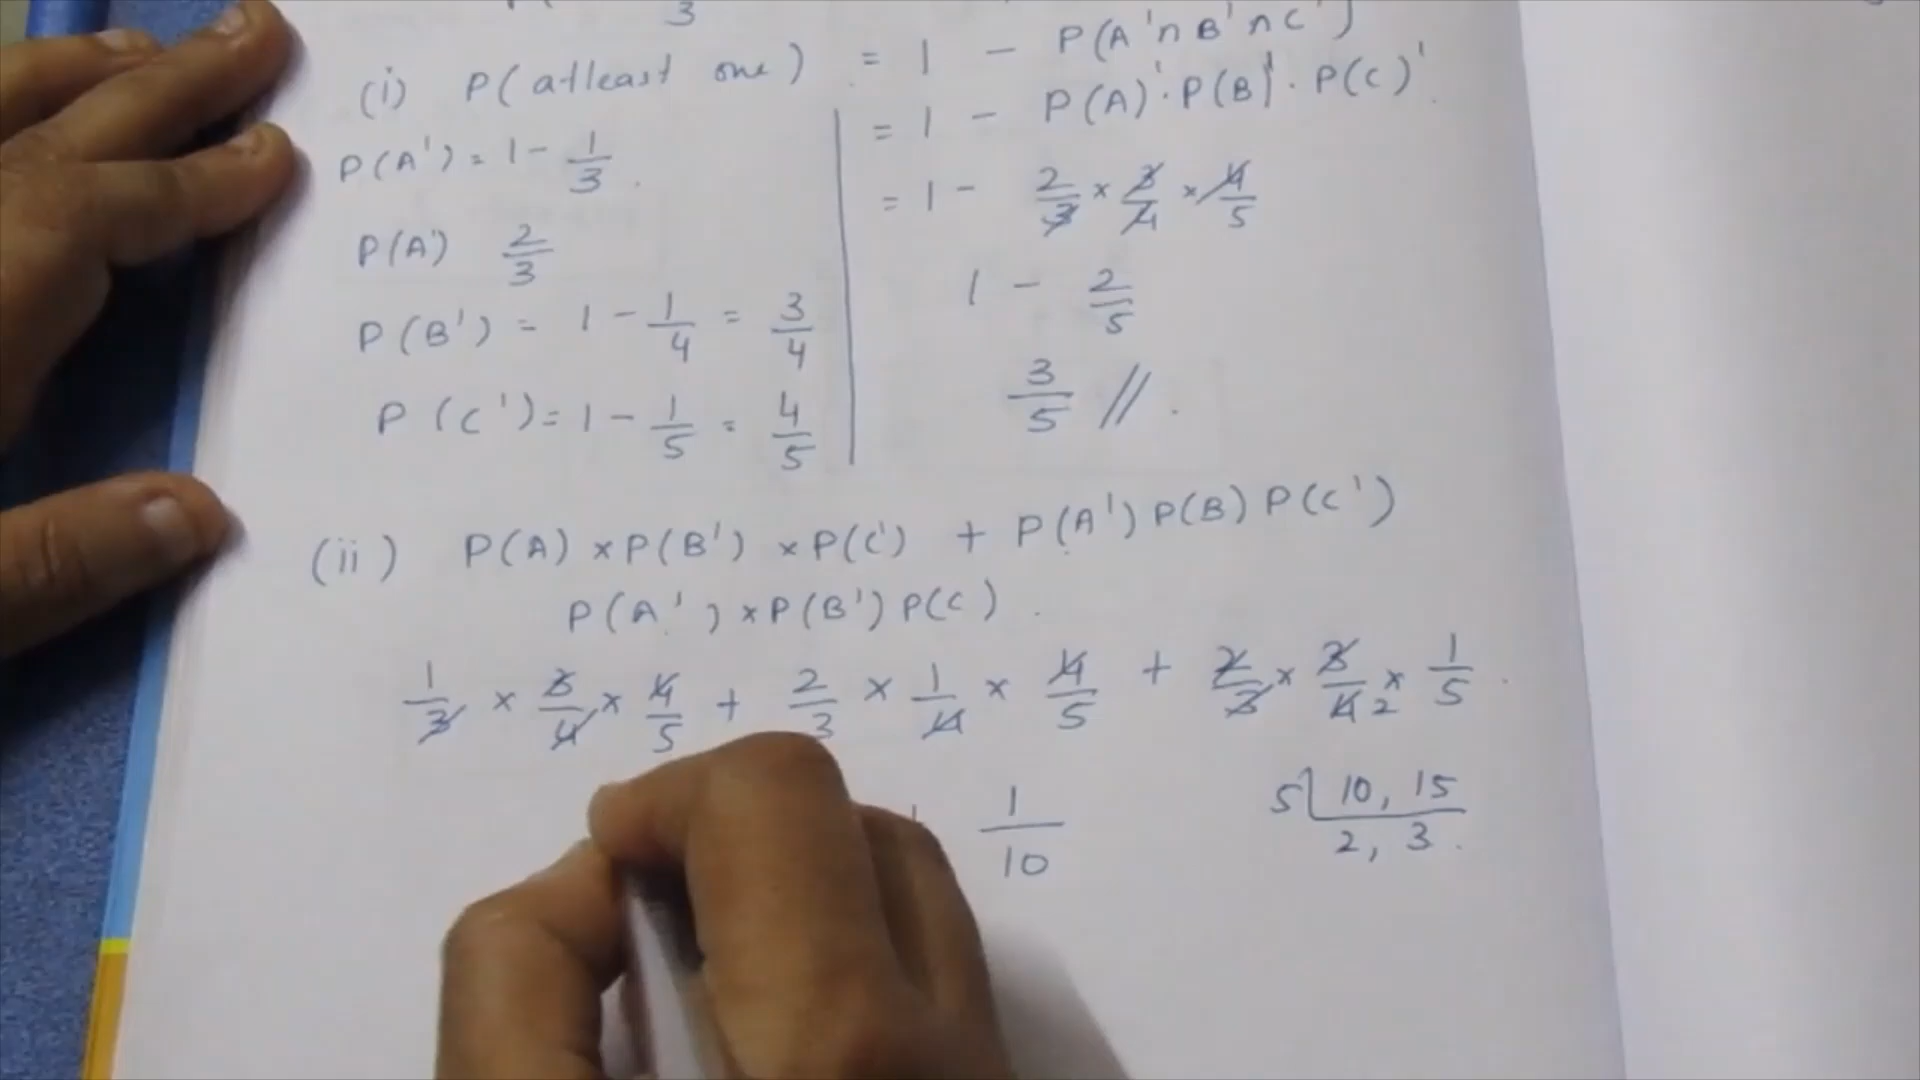 3
(i) P(atleast one) = 1 - P(A'∩B'∩C')
= 1 - P(A)'.P(B)'.P(C)'.
P(A') = 1 - 1/3.
= 1 - 2/3 × 3/4 × 4/5
P(A') 2/3
1 - 2/5
P(B') = 1 - 1/4 = 3/4
3/5 //.
P(C') = 1 - 1/5 = 4/5
(ii) P(A) × P(B') × P(C') + P(A') P(B) P(C')
P(A') × P(B') P(C).
1/3 × 3/4 × 4/5 + 2/3 × 1/4 × 4/5 + 2/3 × 3/4 2 × 1/5.
1/10
5 10, 15
2, 3.